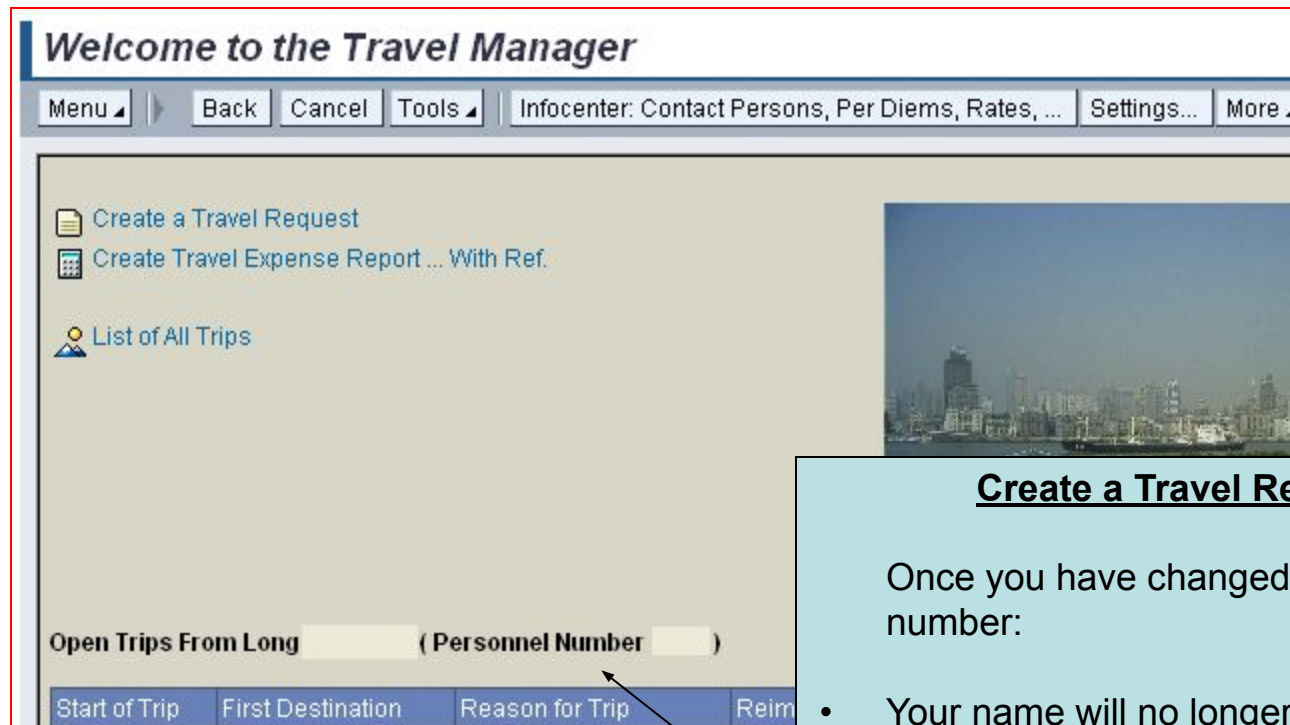 Welcome to the Travel Manager
Menu Back Cancel Tools Infocenter: Contact Persons, Per Diems, Rates, ... Settings... More
Create a Travel Request
Create Travel Expense Report ... With Ref.
List of All Trips
Open Trips From Long ( Personnel Number )
Start of Trip First Destination Reason for Trip Reim
Create a Travel Re
Once you have changed
number:
• Your name will no longer